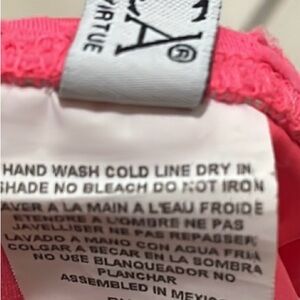 EA®
VIRTUE
HAND WASH COLD LINE DRY IN
SHADE NO BLEACH DO NOT IRON
LAVER A LA MAIN A L'EAU FROIDE
ETENDRE A L'OMBRE NE PAS
JAVELLISER NE PAS REPASSER
LAVADO A MANO CON AGUA FRIA
COLGAR A SECAR EN LA SOMBRA
NO USE BLANQUEADOR NO
PLANCHAR
ASSEMBLED IN MEXICO